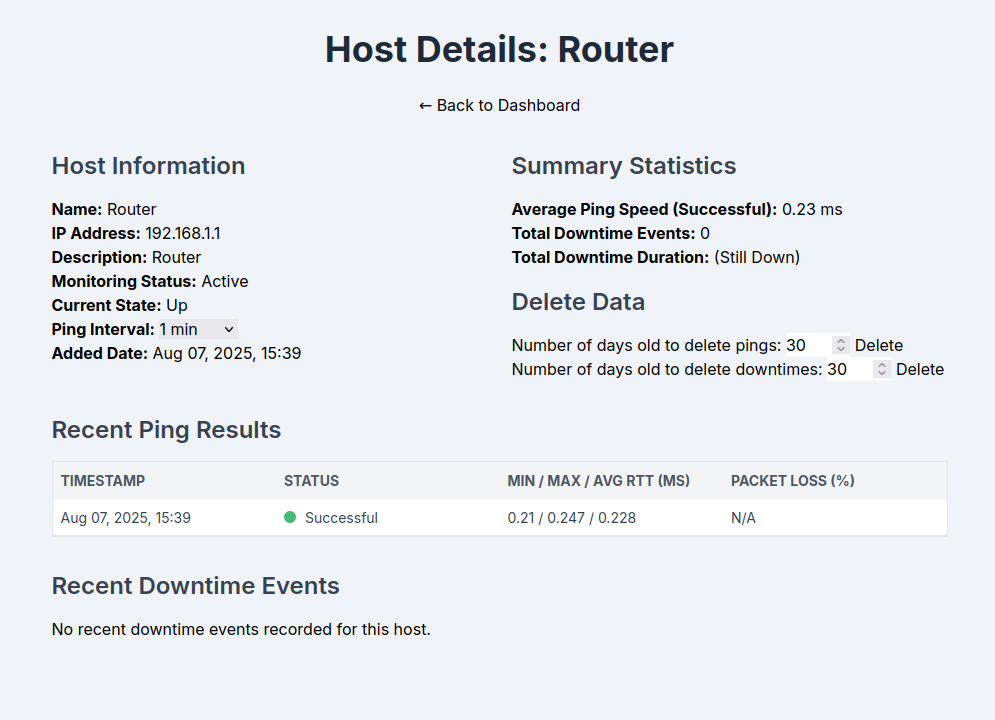 Host Details: Router
← Back to Dashboard
Host Information
Name: Router
IP Address: 192.168.1.1
Description: Router
Monitoring Status: Active
Current State: Up
Ping Interval: 1 min
Added Date: Aug 07, 2025, 15:39
Summary Statistics
Average Ping Speed (Successful): 0.23 ms
Total Downtime Events: 0
Total Downtime Duration: (Still Down)
Delete Data
Number of days old to delete pings: 30 Delete
Number of days old to delete downtimes: 30 Delete
Recent Ping Results
TIMESTAMP STATUS MIN / MAX / AVG RTT (MS) PACKET LOSS (%)
Aug 07, 2025, 15:39 Successful 0.21 / 0.247 / 0.228 N/A
Recent Downtime Events
No recent downtime events recorded for this host.